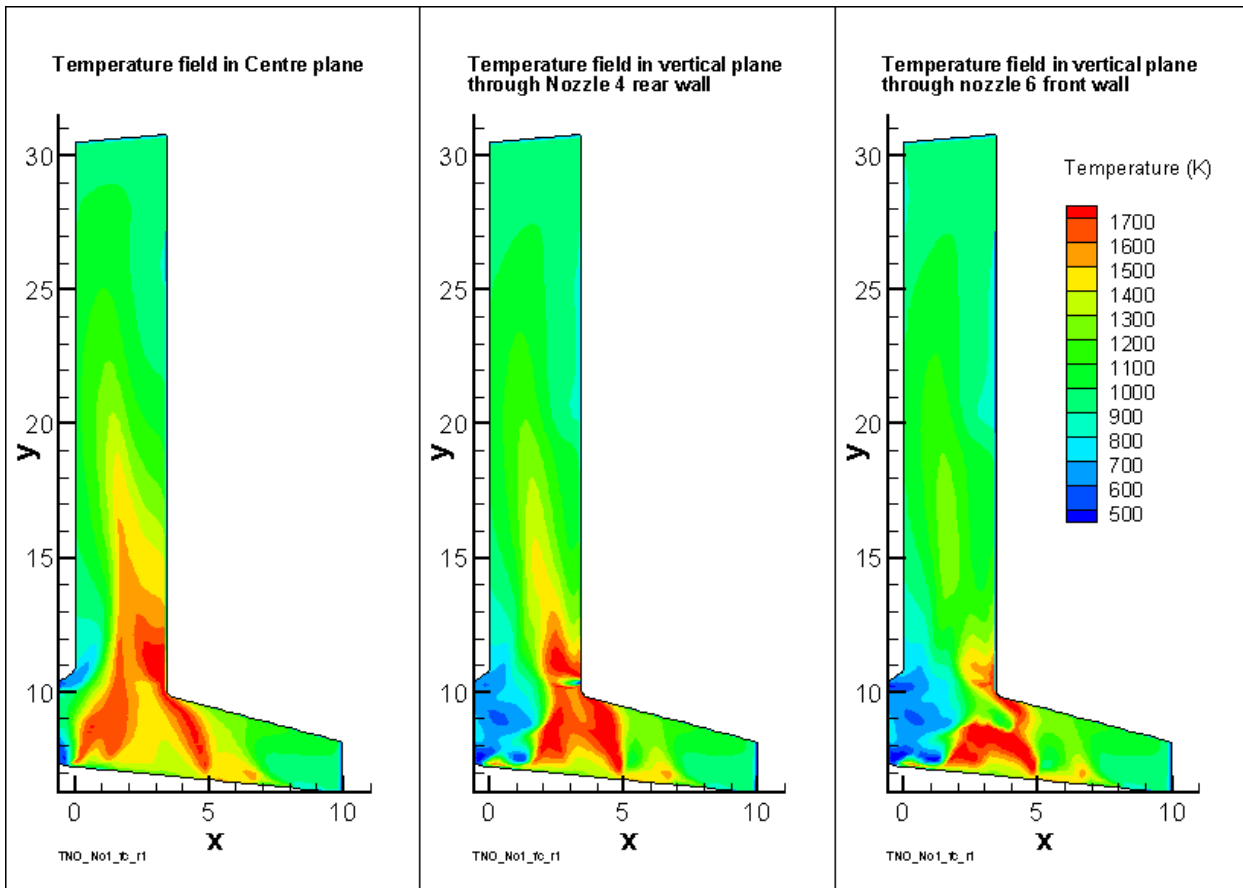 Temperature field in Centre plane
Temperature field in vertical plane
through Nozzle 4 rear wall
Temperature field in vertical plane
through nozzle 6 front wall
Temperature (K)
1700
1600
1500
1400
1300
1200
1100
1000
900
800
700
600
500
30
25
20
15
10
y
0
5
10
x
TNO_No1_fc_r1
30
25
20
15
10
y
0
5
10
x
TNO_No1_fc_r1
30
25
20
15
10
y
0
5
10
x
TNO_No1_fc_r1